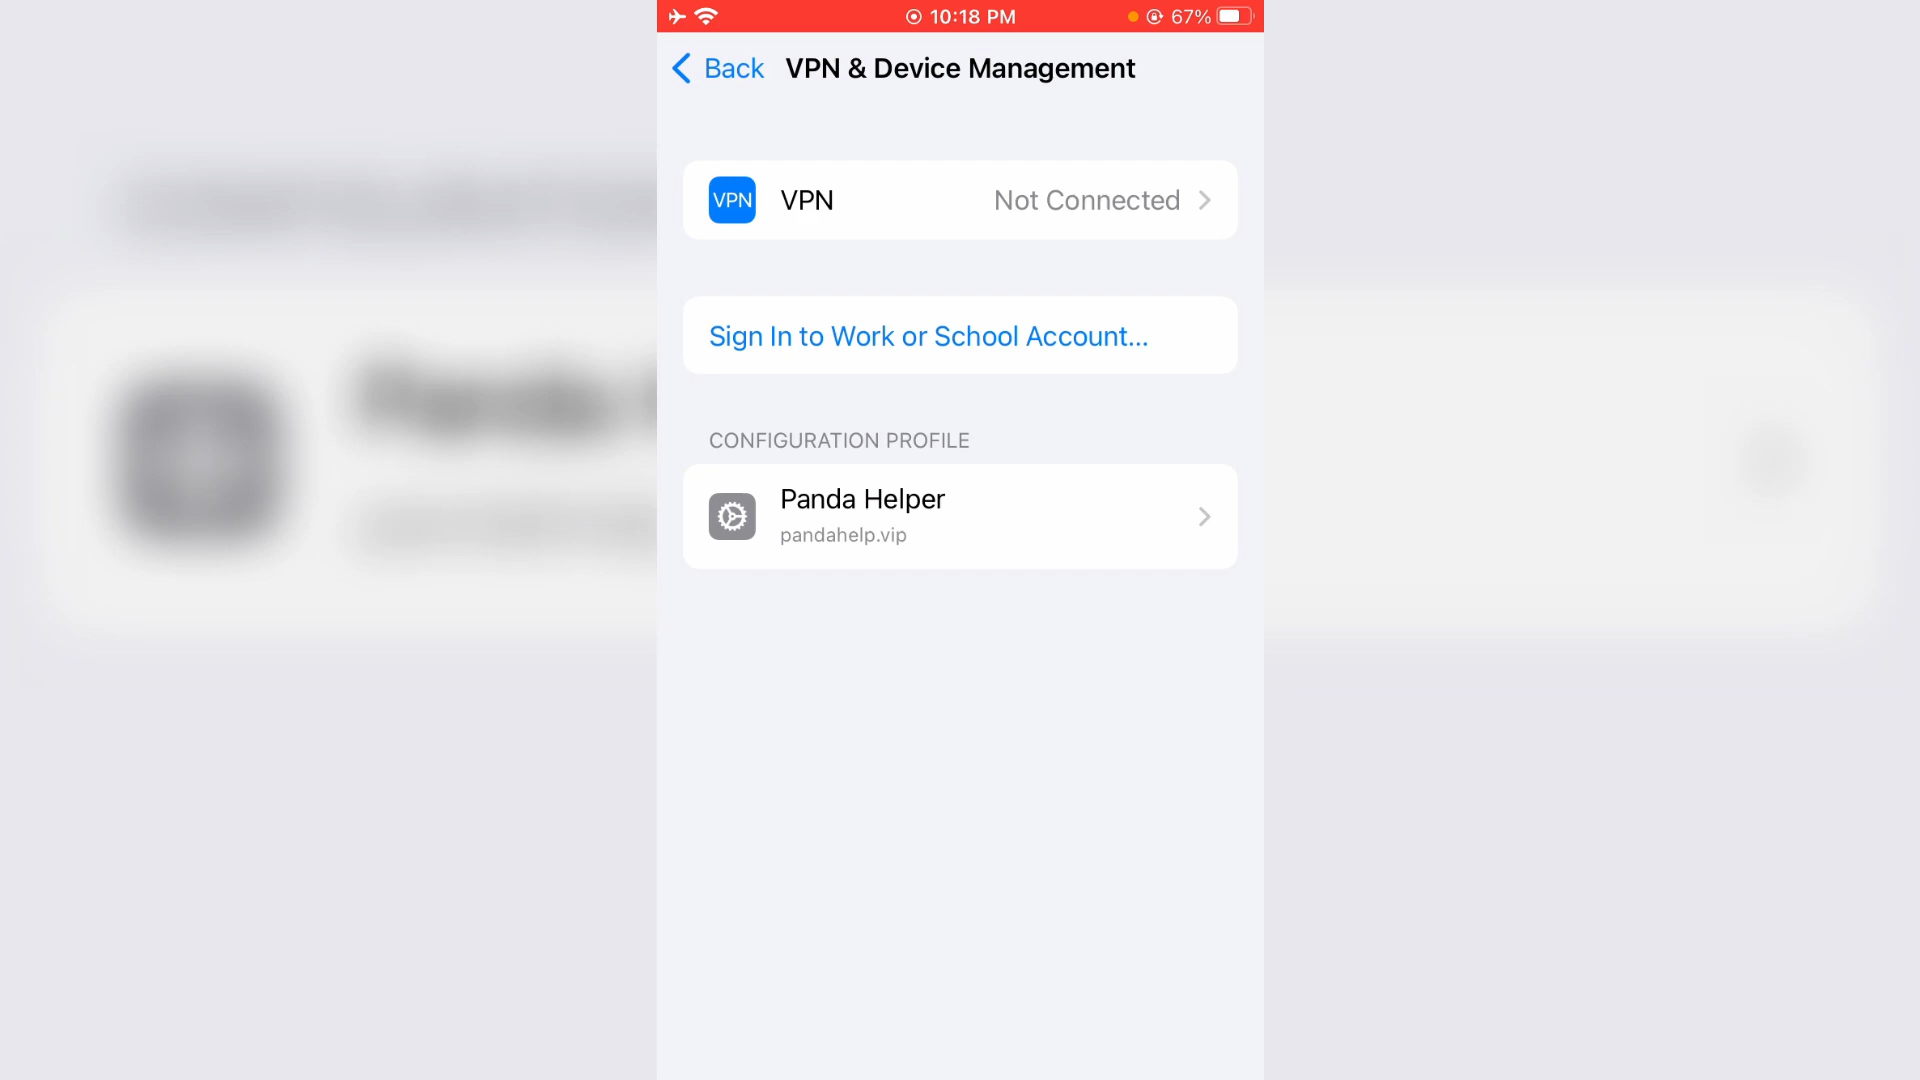 10:18 PM
67%
Back
VPN & Device Management
VPN
VPN
Not Connected
Sign In to Work or School Account...
CONFIGURATION PROFILE
Panda Helper
pandahelp.vip
Panda